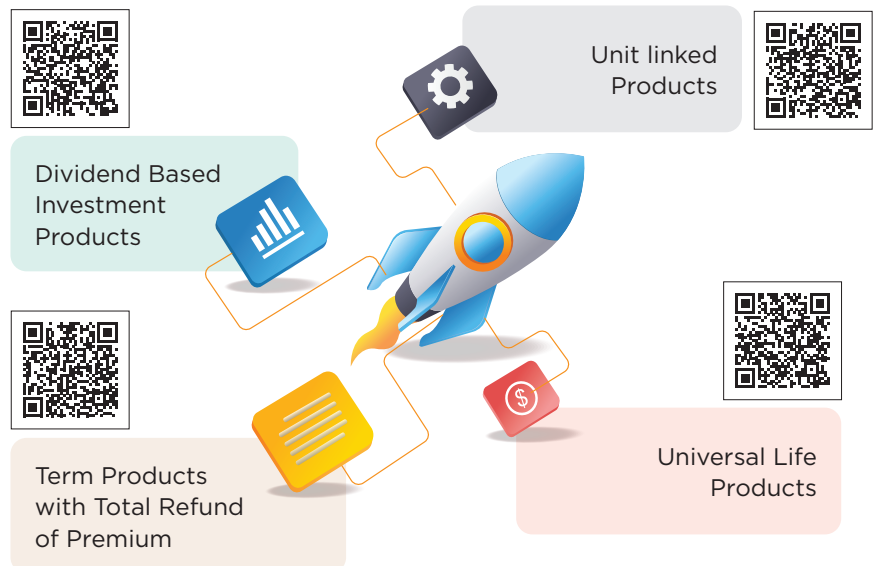 Unit linked
Products
Dividend Based
Investment
Products
$
Term Products
with Total Refund
of Premium
Universal Life
Products